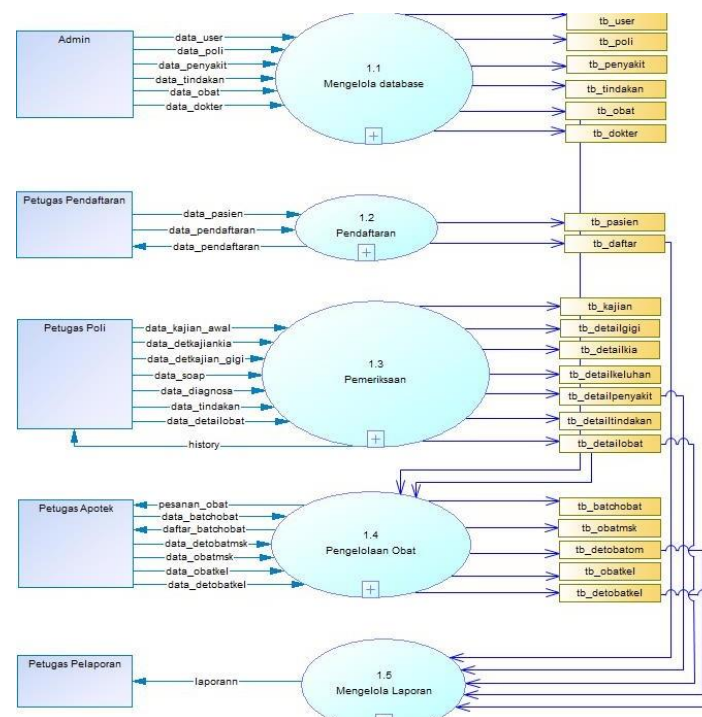 Admin
data_user
data_poli
data_penyakit
data_tindakan
data_obat
data_dokter
1.1
Mengelola database
tb_user
tb_poli
tb_penyakit
tb_tindakan
tb_obat
tb_dokter
Petugas Pendaftaran
data_pasien
data_pendaftaran
data_pendaftaran
1.2
Pendaftaran
tb_pasien
tb_daftar
Petugas Poli
data_kajian_awal
data_detkajiankia
data_detkajian_gigi
data_soap
data_diagnosa
data_tindakan
data_detailobat
history
1.3
Pemeriksaan
tb_kajian
tb_detailgigi
tb_detailkia
tb_detailkeluhan
tb_detailpenyakit
tb_detailtindakan
tb_detailobat
Petugas Apotek
pesanan_obat
data_batchobat
daftar_batchobat
data_detobatmsk
data_obatmsk
data_obatkel
data_detobatkel
1.4
Pengelolaan Obat
tb_batchobat
tb_obatmsk
tb_detobatom
tb_obatkel
tb_detobatkel
Petugas Pelaporan
laporann
1.5
Mengelola Laporan